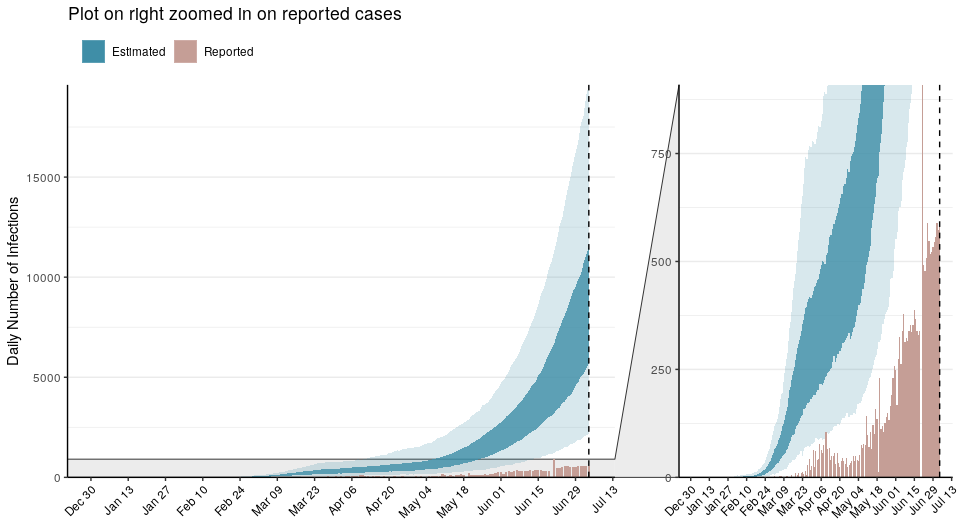 Plot on right zoomed in on reported cases
Estimated Reported
Daily Number of Infections
15000
10000
5000
0
Dec 30 Jan 13 Jan 27 Feb 10 Feb 24 Mar 09 Mar 23 Apr 06 Apr 20 May 04 May 18 Jun 01 Jun 15 Jun 29 Jul 13
750
500
250
0
Dec 30 Jan 13 Jan 27 Feb 10 Feb 24 Mar 09 Mar 23 Apr 06 Apr 20 May 04 May 18 Jun 01 Jun 15 Jun 29 Jul 13